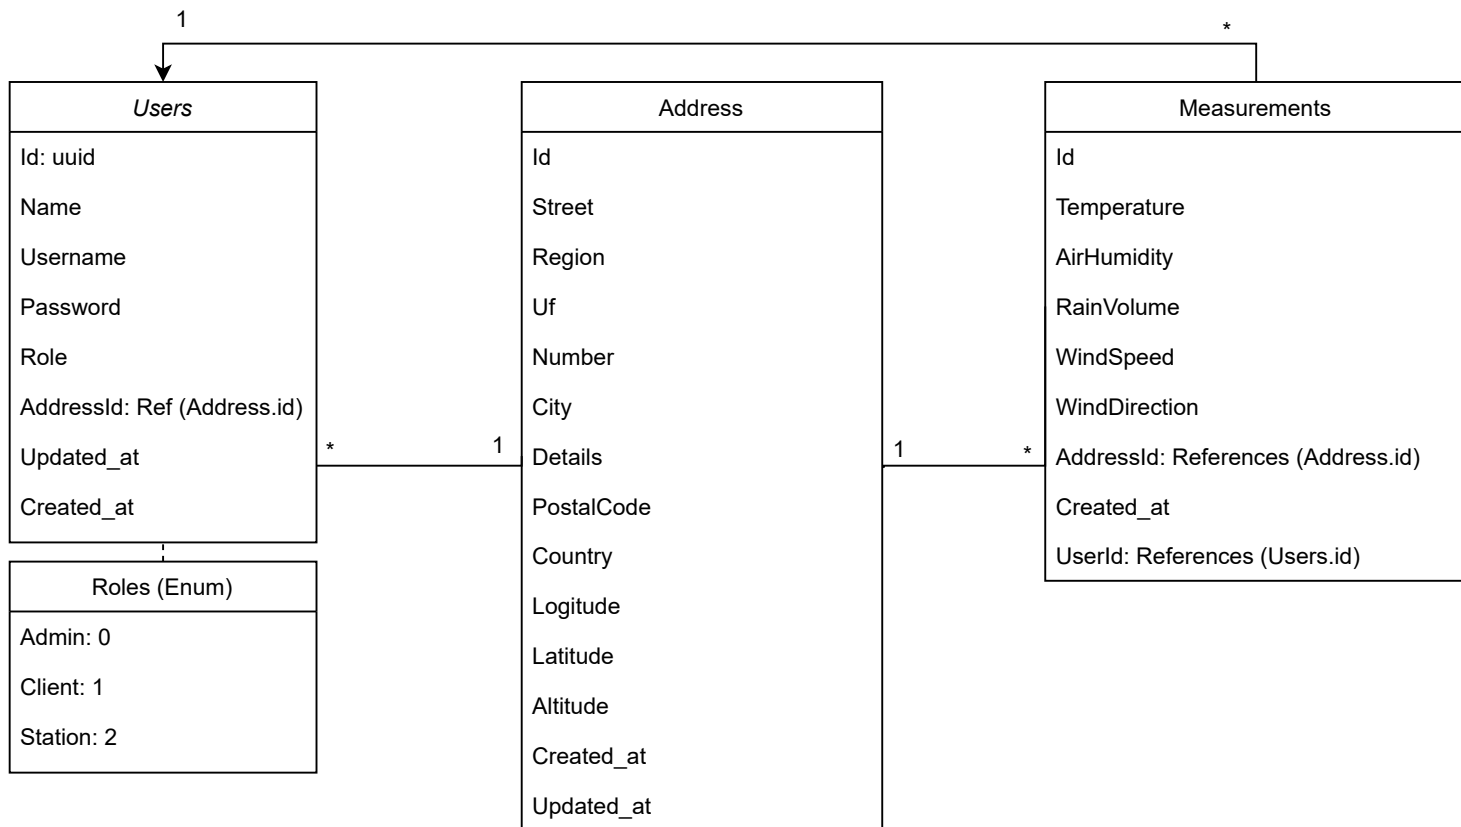 1
*
Users
Id: uuid
Name
Username
Password
Role
AddressId: Ref (Address.id)
Updated_at
Created_at
*
1
Roles (Enum)
Admin: 0
Client: 1
Station: 2
Address
Id
Street
Region
Uf
Number
City
Details
PostalCode
Country
Logitude
Latitude
Altitude
Created_at
Updated_at
1
*
Measurements
Id
Temperature
AirHumidity
RainVolume
WindSpeed
WindDirection
AddressId: References (Address.id)
Created_at
UserId: References (Users.id)